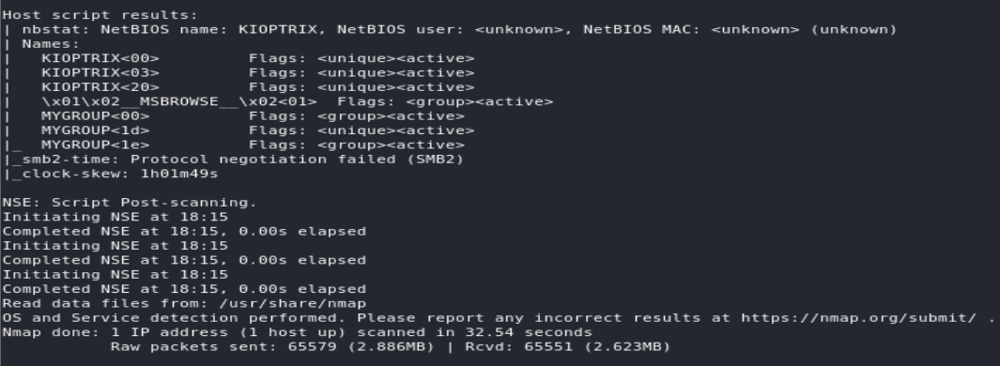 Host script results:
| nbstat: NetBIOS name: KIOPTRIX, NetBIOS user: <unknown>, NetBIOS MAC: <unknown> (unknown)
| Names:
|   KIOPTRIX<00>         Flags: <unique><active>
|   KIOPTRIX<03>         Flags: <unique><active>
|   KIOPTRIX<20>         Flags: <unique><active>
|   \x01\x02__MSBROWSE__\x02<01>  Flags: <group><active>
|   MYGROUP<00>          Flags: <group><active>
|   MYGROUP<1d>          Flags: <unique><active>
|_  MYGROUP<1e>          Flags: <group><active>
|_smb2-time: Protocol negotiation failed (SMB2)
|_clock-skew: 1h01m49s

NSE: Script Post-scanning.
Initiating NSE at 18:15
Completed NSE at 18:15, 0.00s elapsed
Initiating NSE at 18:15
Completed NSE at 18:15, 0.00s elapsed
Initiating NSE at 18:15
Completed NSE at 18:15, 0.00s elapsed
Read data files from: /usr/share/nmap
OS and Service detection performed. Please report any incorrect results at https://nmap.org/submit/ .
Nmap done: 1 IP address (1 host up) scanned in 32.54 seconds
           Raw packets sent: 65579 (2.886MB) | Rcvd: 65551 (2.623MB)